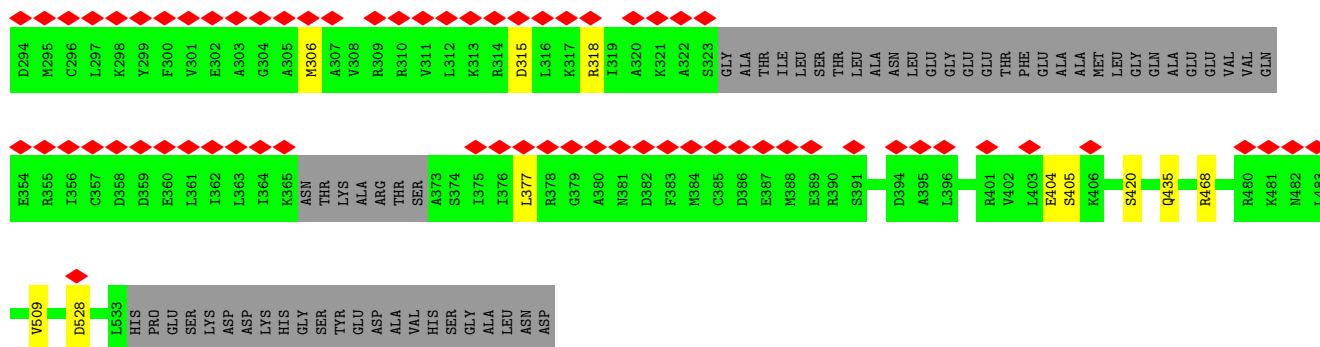 D294 M295 C296 L297 K298 Y299 F300 V301 E302 A303 G304 A305 M306 A307 V308 R309 R310 V311 L312 K313 R314 D315 L316 K317 R318 I319 A320 K321 A322 S323 GLY ALA THR ILE LEU SER THR LEU ALA ASN LEU GLU GLY GLU GLU THR PHE GLU ALA ALA MET LEU GLY GLN ALA GLU GLU VAL VAL GLN
E354 R355 I356 C357 D358 D359 E360 L361 I362 L363 I364 K365 ASN THR LYS ALA ARG THR SER A373 S374 I375 I376 L377 R378 G379 A380 N381 D382 F383 M384 C385 D386 E387 M388 E389 R390 S391 D394 A395 L396 R401 V402 L403 E404 S405 K406 S420 Q435 R468 R480 K481 N482 L483
V509 D528 L533 HIS PRO GLU SER LYS ASP ASP LYS HIS GLY SER TYR GLU ASP ALA VAL HIS SER GLY ALA LEU ASN ASP